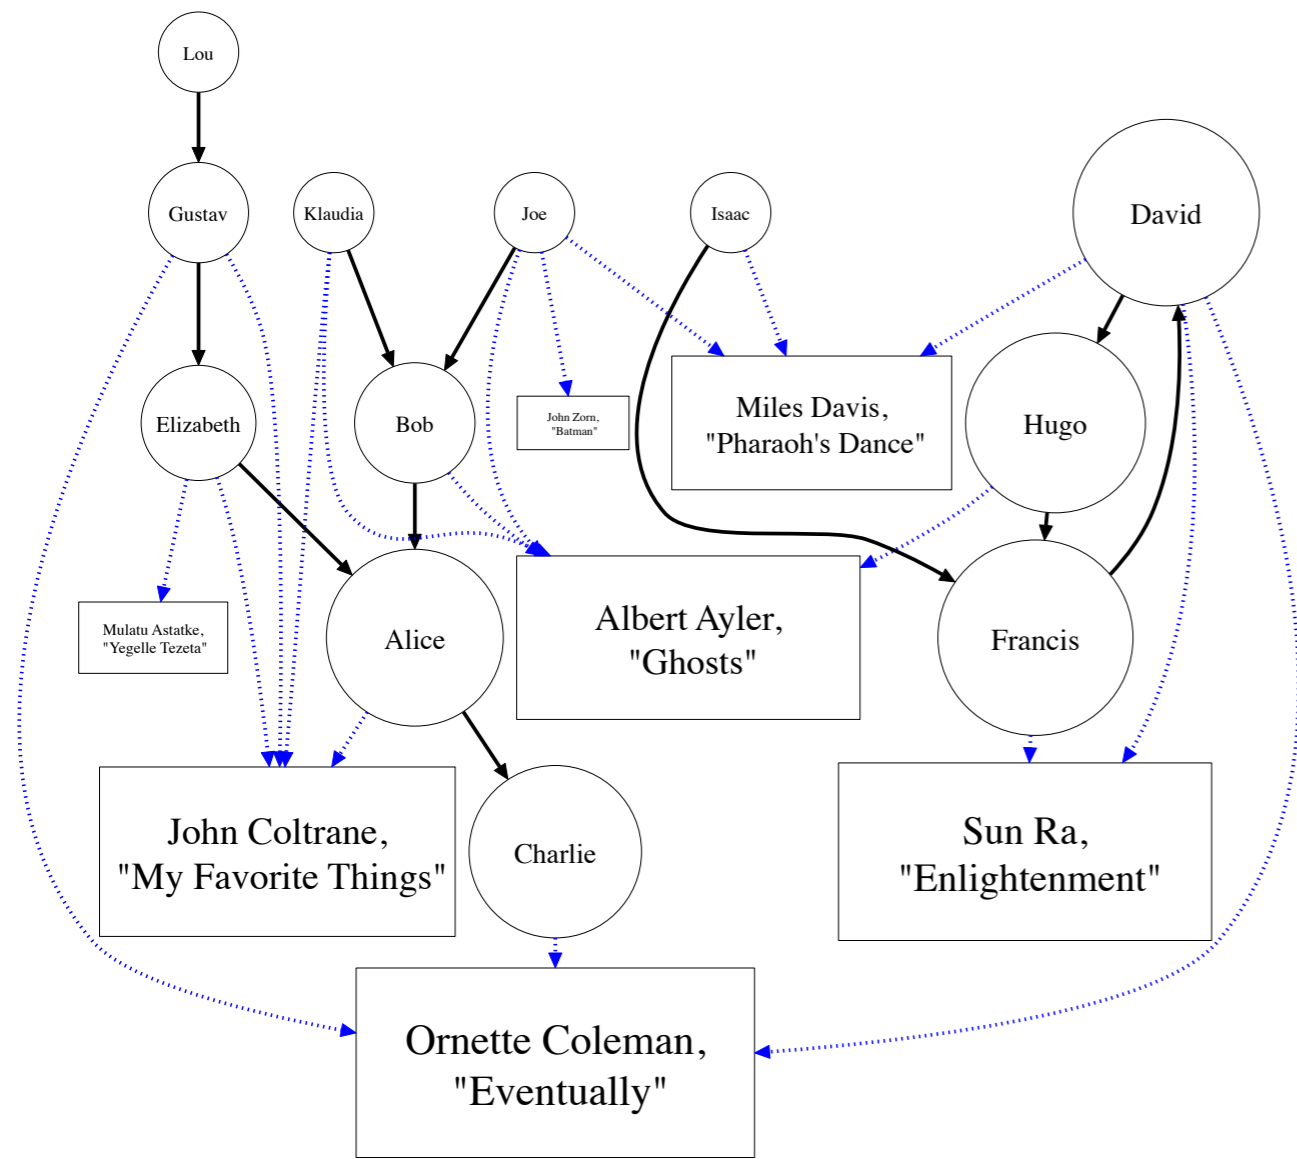 Lou
Gustav
Klaudia
Joe
Isaac
David
Elizabeth
Bob
John Zorn,
"Batman"
Miles Davis,
"Pharaoh's Dance"
Hugo
Mulatu Astatke,
"Yegelle Tezeta"
Alice
Albert Ayler,
"Ghosts"
Francis
John Coltrane,
"My Favorite Things"
Charlie
Sun Ra,
"Enlightenment"
Ornette Coleman,
"Eventually"